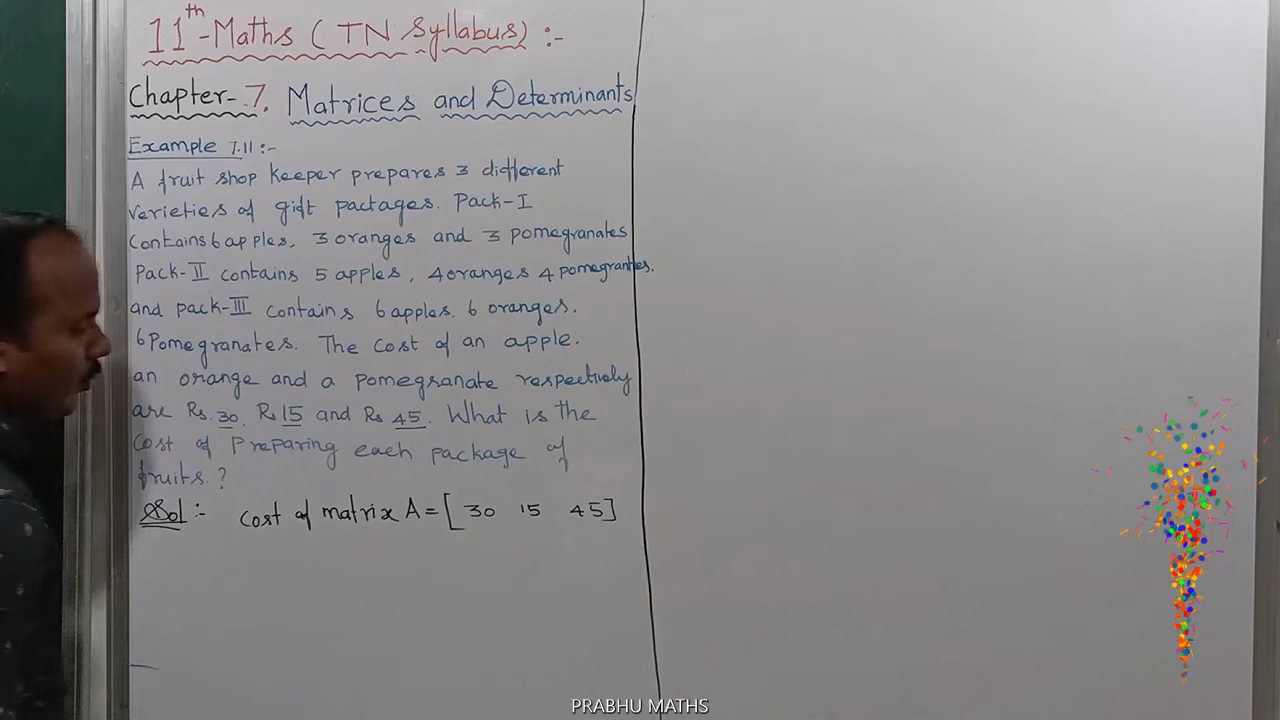 11th-Maths (TN Syllabus) :-
Chapter-7. Matrices and Determinants
Example 7.11:-
A fruit shop keeper prepares 3 different
verieties of gift pactages. Pack-I
contains 6 apples, 3 oranges and 3 pomegranates
Pack-II contains 5 apples, 4 oranges 4 pomegranties.
and pack-III contains 6 apples. 6 oranges.
6 Pomegranates. The cost of an apple.
an orange and a pomegranate respectively
are Rs. 30. Rs 15 and Rs 45. What is the
cost of Preparing each package of
fruits.?
Sol:- cost of matrix A = [ 30 15 45]
PRABHU MATHS